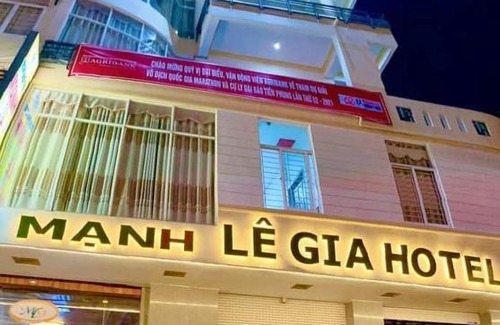 AGRIBANK
CHÀO MỪNG QUÝ VỊ ĐẠI BIỂU, VẬN ĐỘNG VIÊN AGRIBANK VỀ THAM DỰ GIẢI
VÔ ĐỊCH QUỐC GIA MARATHON VÀ CỰ LY DÀI BÁO TIỀN PHONG LẦN THỨ 62 - 2021
MẠNH LÊ GIA HOTEL